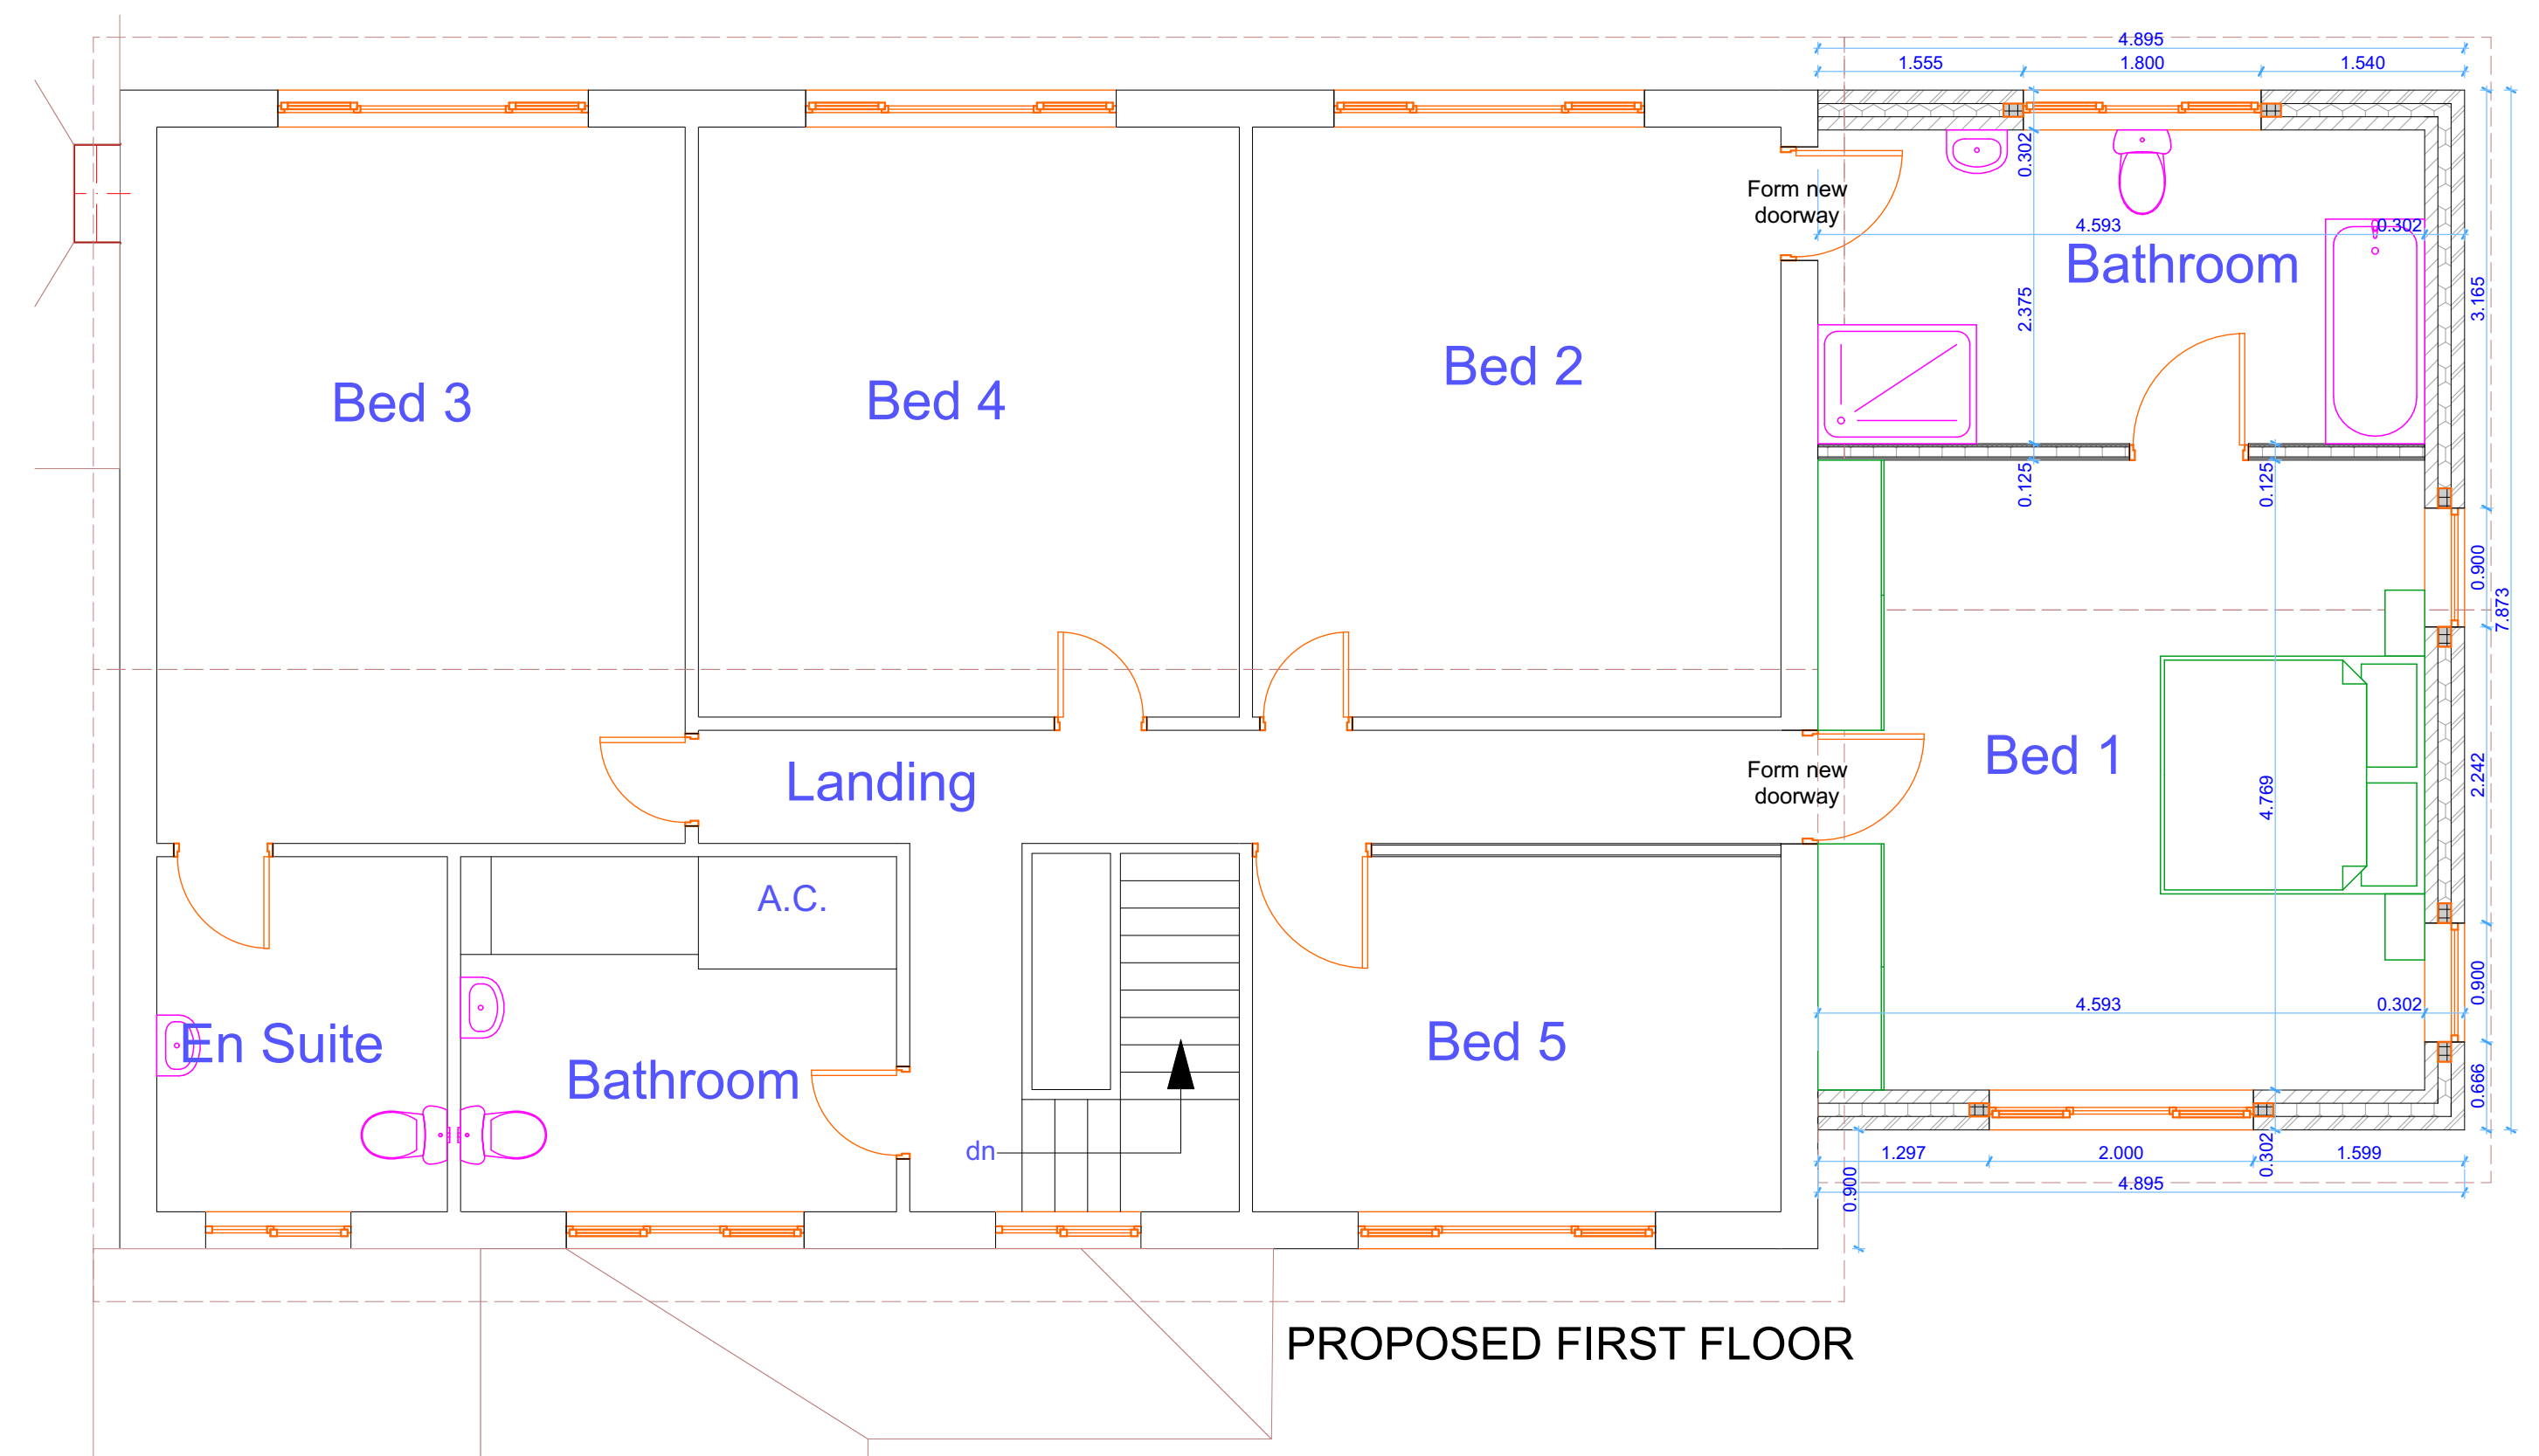 4.895
1.555 1.800 1.540
0.302
Form new
doorway
4.593 0.302
Bathroom
2.375
3.165
Bed 3
Bed 4
Bed 2
0.125
0.125
0.900
7.873
Landing
Form new
doorway
Bed 1
4.769
2.242
A.C.
En Suite
Bathroom
dn
Bed 5
4.593 0.302
0.900
0.666
1.297 2.000 0.302 1.599
0.900
4.895
PROPOSED FIRST FLOOR